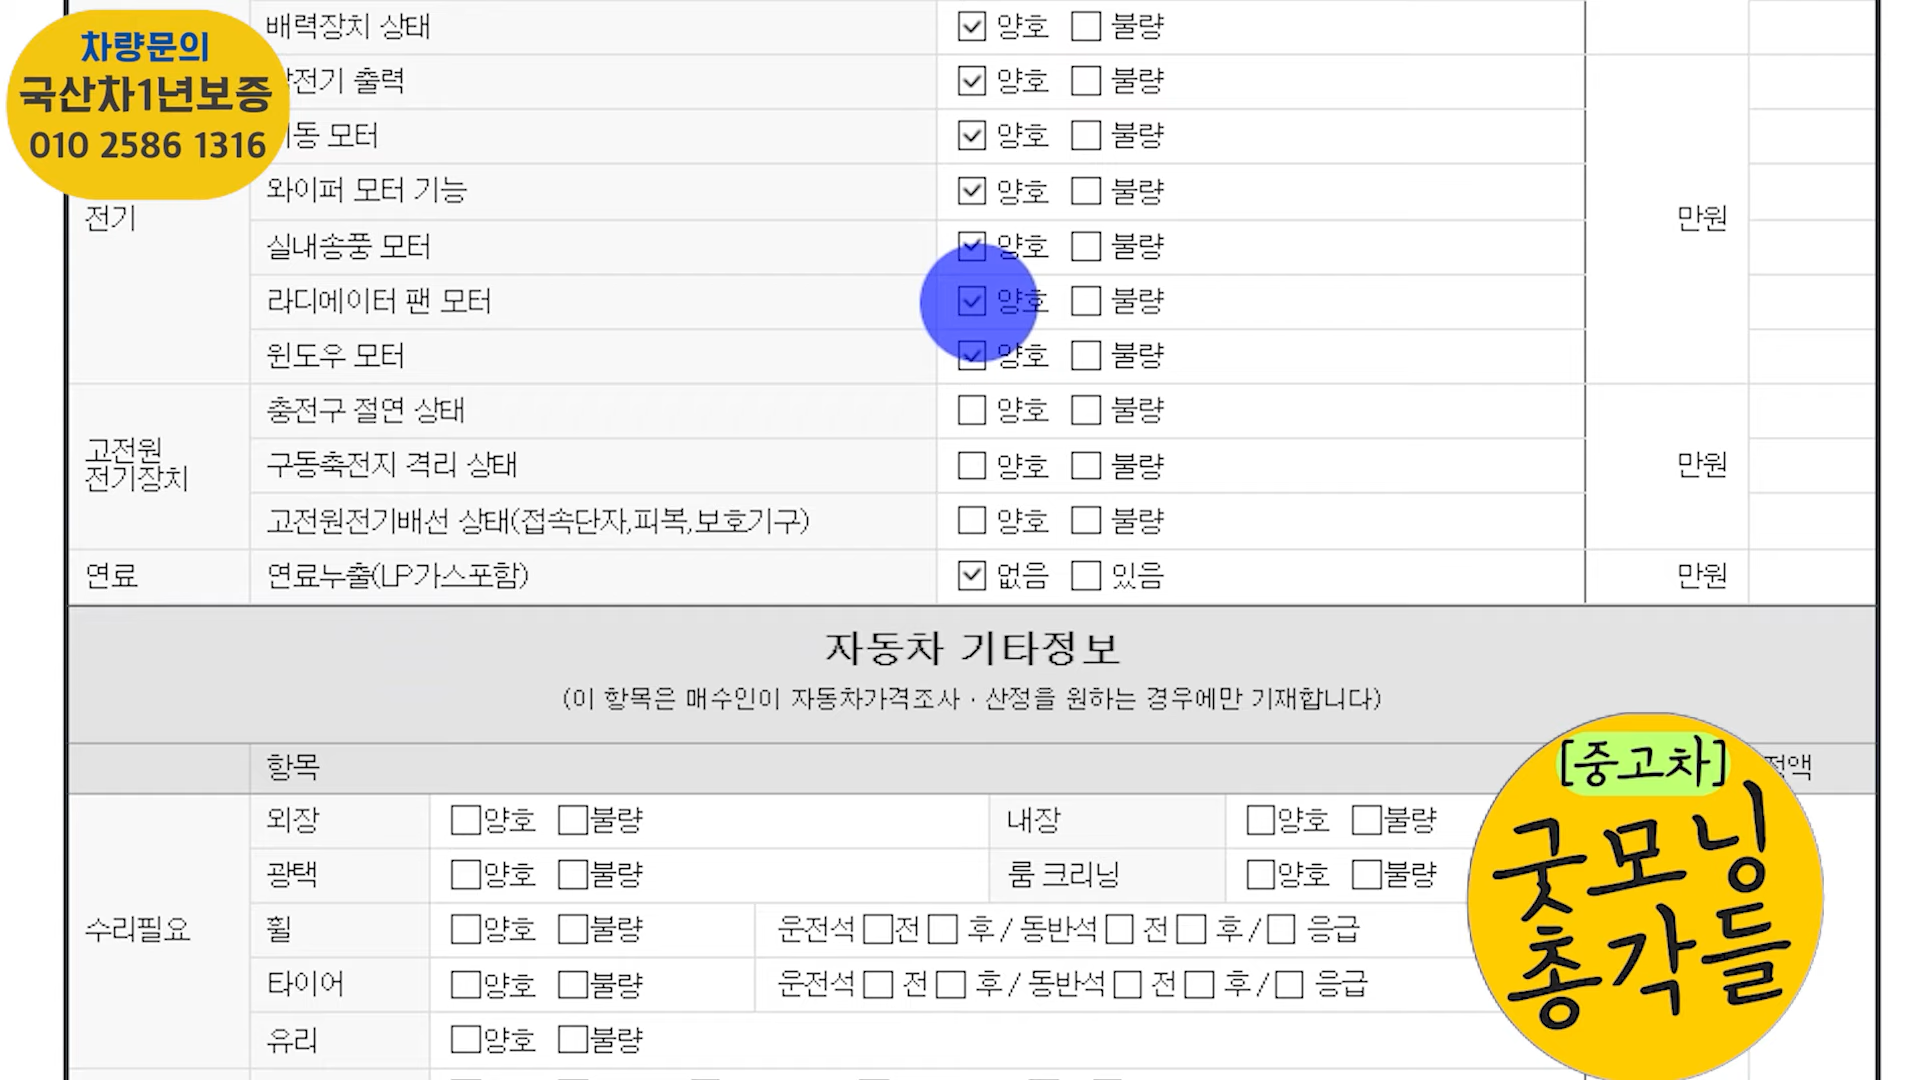 차량문의
국산차1년보증
010 2586 1316
배력장치 상태 양호 불량
전기 출력 양호 불량
동 모터 양호 불량
와이퍼 모터 기능 양호 불량
전기 만원
실내송풍 모터 양호 불량
라디에이터 팬 모터 양호 불량
윈도우 모터 양호 불량
충전구 절연 상태 양호 불량
고전원
전기장치
구동축전지 격리 상태 양호 불량 만원
고전원전기배선 상태(접속단자,피복,보호기구) 양호 불량
연료 연료누출(LP가스포함) 없음 있음 만원
자동차 기타정보
(이 항목은 매수인이 자동차가격조사 · 산정을 원하는 경우에만 기재합니다)
항목 정액
외장 양호 불량 내장 양호 불량
광택 양호 불량 룸 크리닝 양호 불량
수리필요 휠 양호 불량 운전석 전 후 / 동반석 전 후 / 응급
타이어 양호 불량 운전석 전 후 / 동반석 전 후 / 응급
유리 양호 불량
[중고차]
굿모닝
총각들